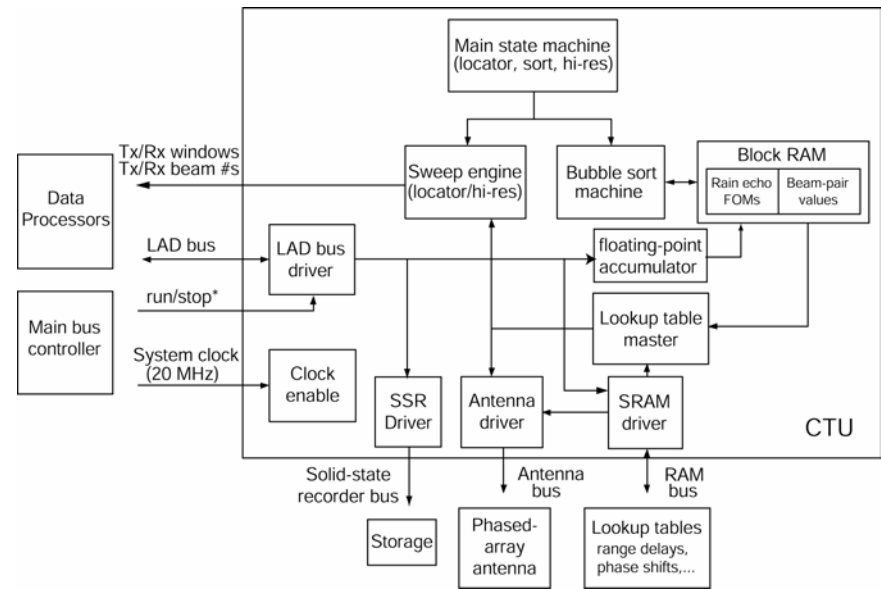 Main state machine
(locator, sort, hi-res)
Tx/Rx windows
Tx/Rx beam #s
Data
Processors
Sweep engine
(locator/hi-res)
Bubble sort
machine
Block RAM
Rain echo
FOMs
Beam-pair
values
LAD bus
LAD bus
driver
floating-point
accumulator
run/stop*
Main bus
controller
Lookup table
master
System clock
(20 MHz)
Clock
enable
SSR
Driver
Antenna
driver
SRAM
driver
CTU
Solid-state
recorder bus
Antenna
bus
RAM
bus
Storage
Phased-
array
antenna
Lookup tables
range delays,
phase shifts,...